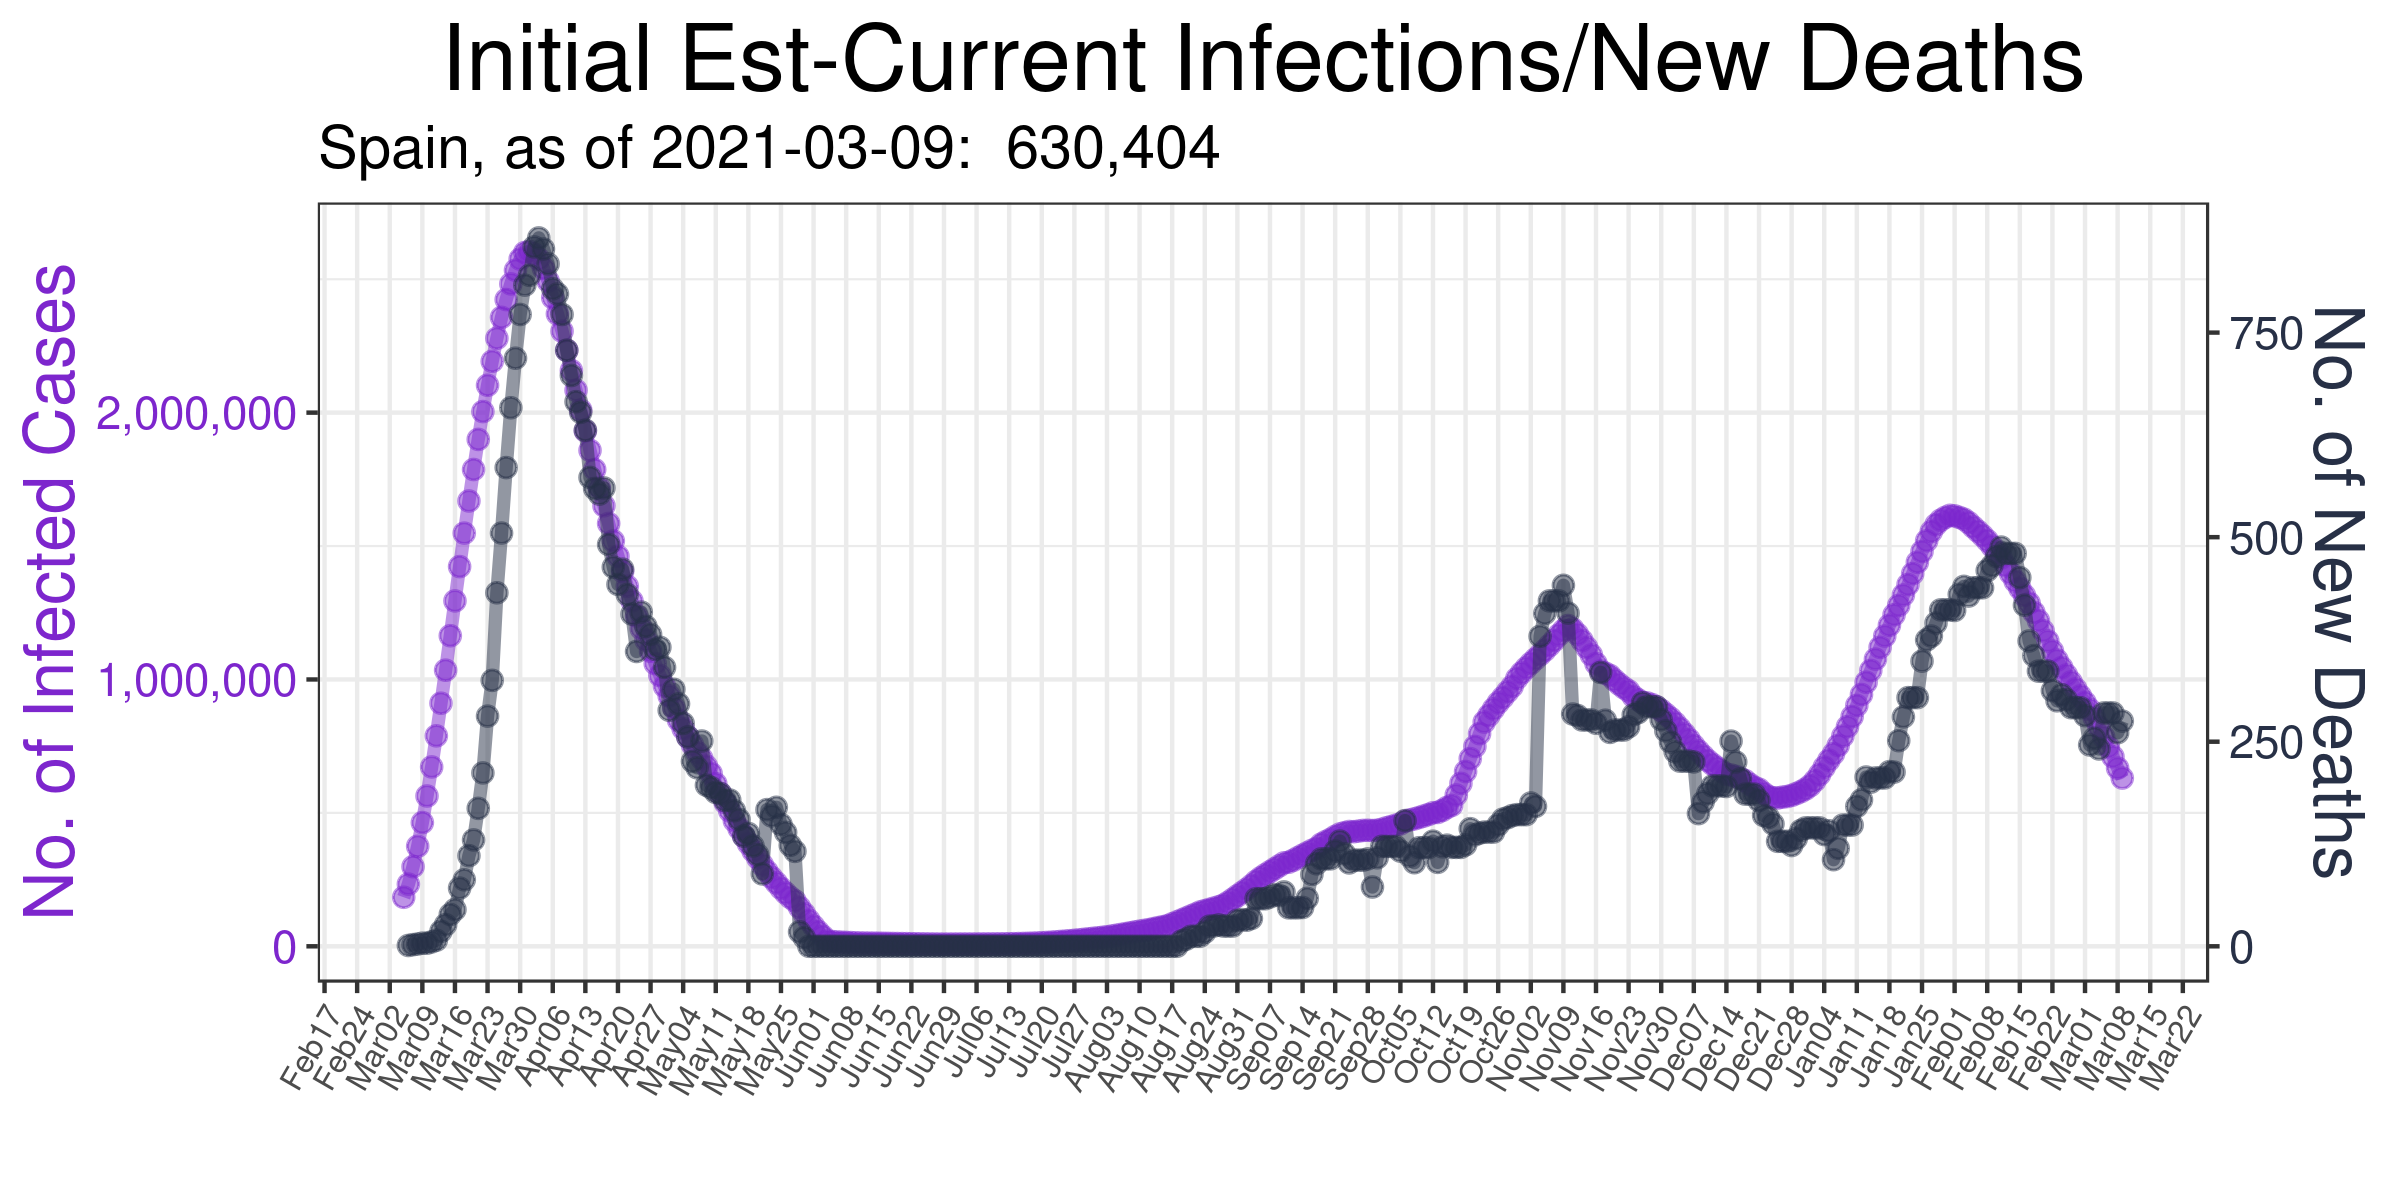 Initial Est-Current Infections/New Deaths
Spain, as of 2021-03-09:  630,404
No. of Infected Cases
2,000,000
1,000,000
0
750
500
250
0
No. of New Deaths
Feb17
Feb24
Mar02
Mar09
Mar16
Mar23
Mar30
Apr06
Apr13
Apr20
Apr27
May04
May11
May18
May25
Jun01
Jun08
Jun15
Jun22
Jun29
Jul06
Jul13
Jul20
Jul27
Aug03
Aug10
Aug17
Aug24
Aug31
Sep07
Sep14
Sep21
Sep28
Oct05
Oct12
Oct19
Oct26
Nov02
Nov09
Nov16
Nov23
Nov30
Dec07
Dec14
Dec21
Dec28
Jan04
Jan11
Jan18
Jan25
Feb01
Feb08
Feb15
Feb22
Mar01
Mar08
Mar15
Mar22